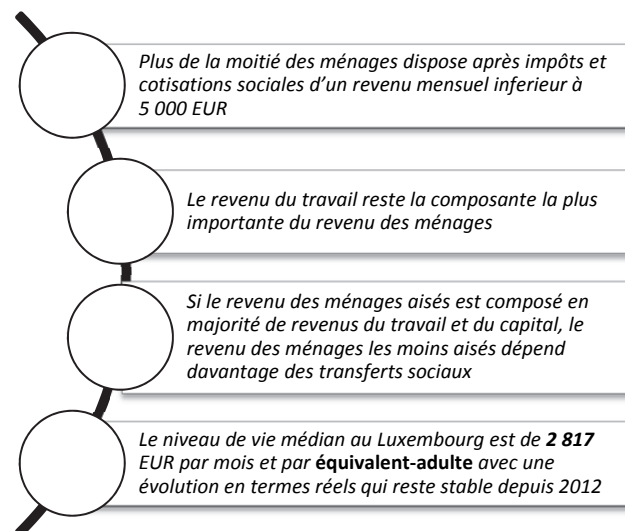 Plus de la moitié des ménages dispose après impôts et
cotisations sociales d’un revenu mensuel inferieur à
5 000 EUR
Le revenu du travail reste la composante la plus
importante du revenu des ménages
Si le revenu des ménages aisés est composé en
majorité de revenus du travail et du capital, le
revenu des ménages les moins aisés dépend
davantage des transferts sociaux
Le niveau de vie médian au Luxembourg est de 2 817
EUR par mois et par équivalent-adulte avec une
évolution en termes réels qui reste stable depuis 2012